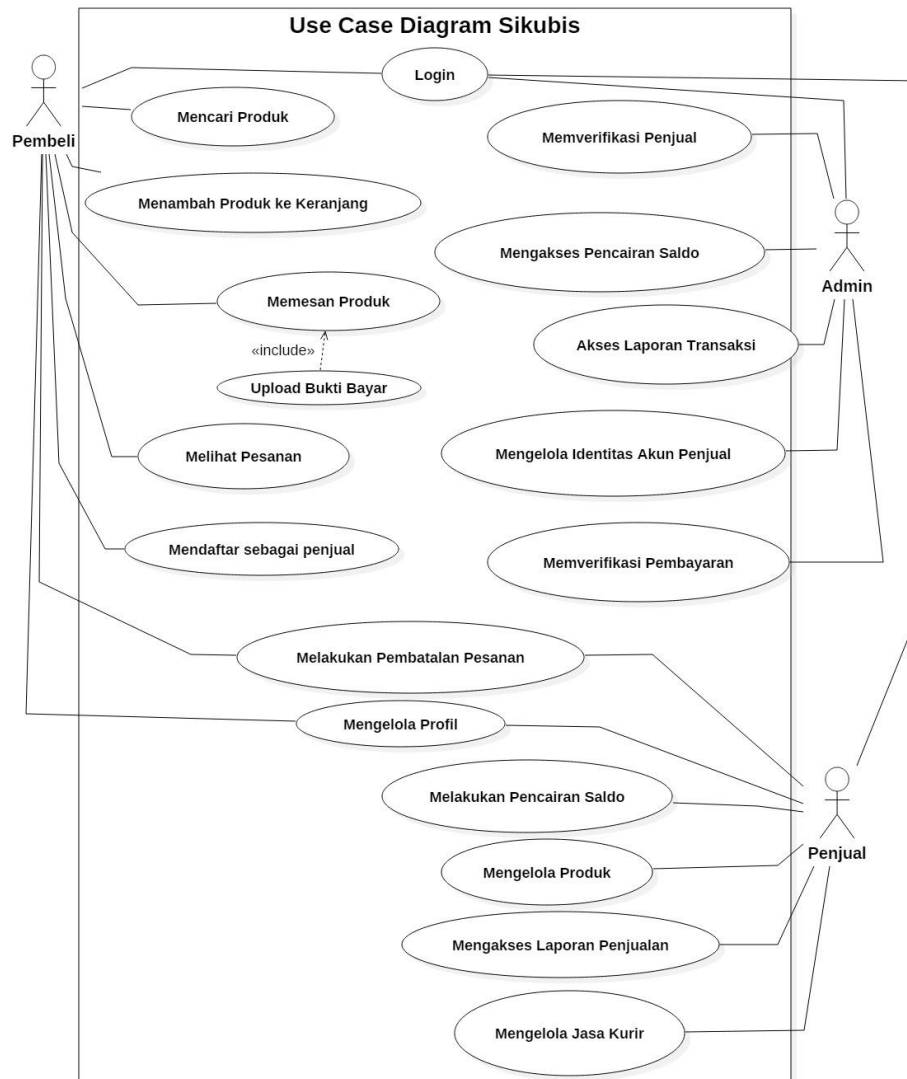 Use Case Diagram Sikubis
Login
Mencari Produk
Pembeli
Memverifikasi Penjual
Menambah Produk ke Keranjang
Mengakses Pencairan Saldo
Admin
Memesan Produk
«include»
Akses Laporan Transaksi
Upload Bukti Bayar
Melihat Pesanan
Mengelola Identitas Akun Penjual
Mendaftar sebagai penjual
Memverifikasi Pembayaran
Melakukan Pembatalan Pesanan
Mengelola Profil
Melakukan Pencairan Saldo
Penjual
Mengelola Produk
Mengakses Laporan Penjualan
Mengelola Jasa Kurir